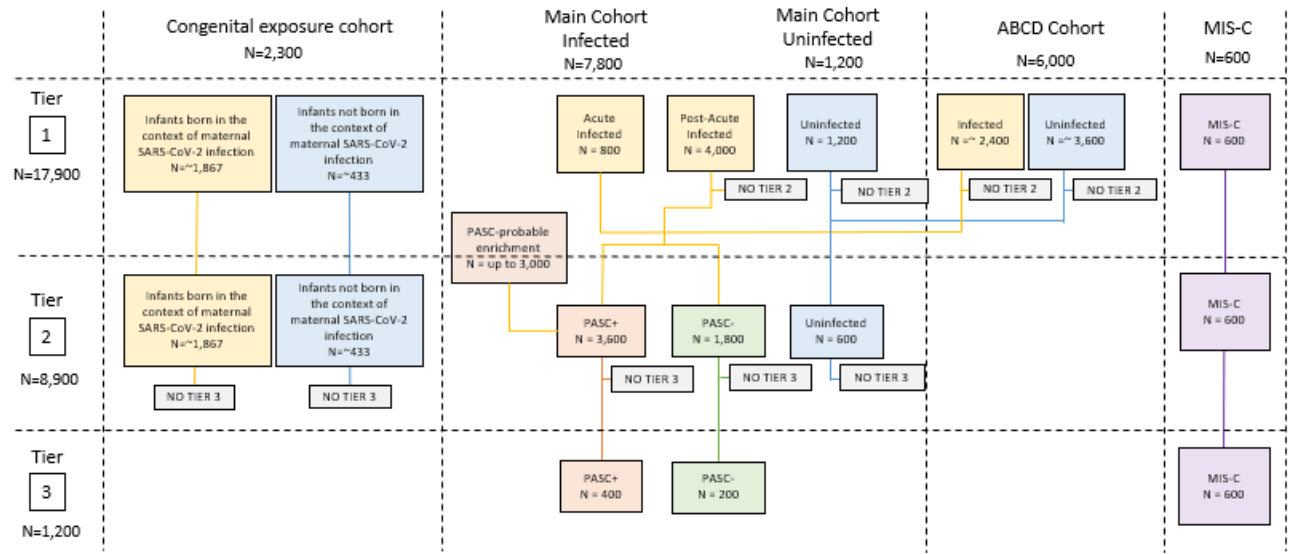 Congenital exposure cohort
N=2,300
Main Cohort
Infected
N=7,800
Main Cohort
Uninfected
N=1,200
ABCD Cohort
N=6,000
MIS-C
N=600
Tier
1
N=17,900
Infants born in the
context of maternal
SARS-CoV-2 infection
N=~1,867
Infants not born in
the context of
maternal SARS-CoV-2
infection
N=~433
Acute
Infected
N = 800
Post-Acute
Infected
N = 4,000
Uninfected
N = 1,200
Infected
N =~ 2,400
Uninfected
N =~ 3,600
MIS-C
N = 600
NO TIER 2
NO TIER 2
NO TIER 2
NO TIER 2
PASC-probable
enrichment
N = up to 3,000
Tier
2
N=8,900
Infants born in the
context of maternal
SARS-CoV-2 infection
N=~1,867
Infants not born in
the context of
maternal SARS-CoV-2
infection
N=~433
PASC+
N = 3,600
PASC-
N = 1,800
Uninfected
N = 600
MIS-C
N = 600
NO TIER 3
NO TIER 3
NO TIER 3
NO TIER 3
NO TIER 3
Tier
3
N=1,200
PASC+
N = 400
PASC-
N = 200
MIS-C
N = 600